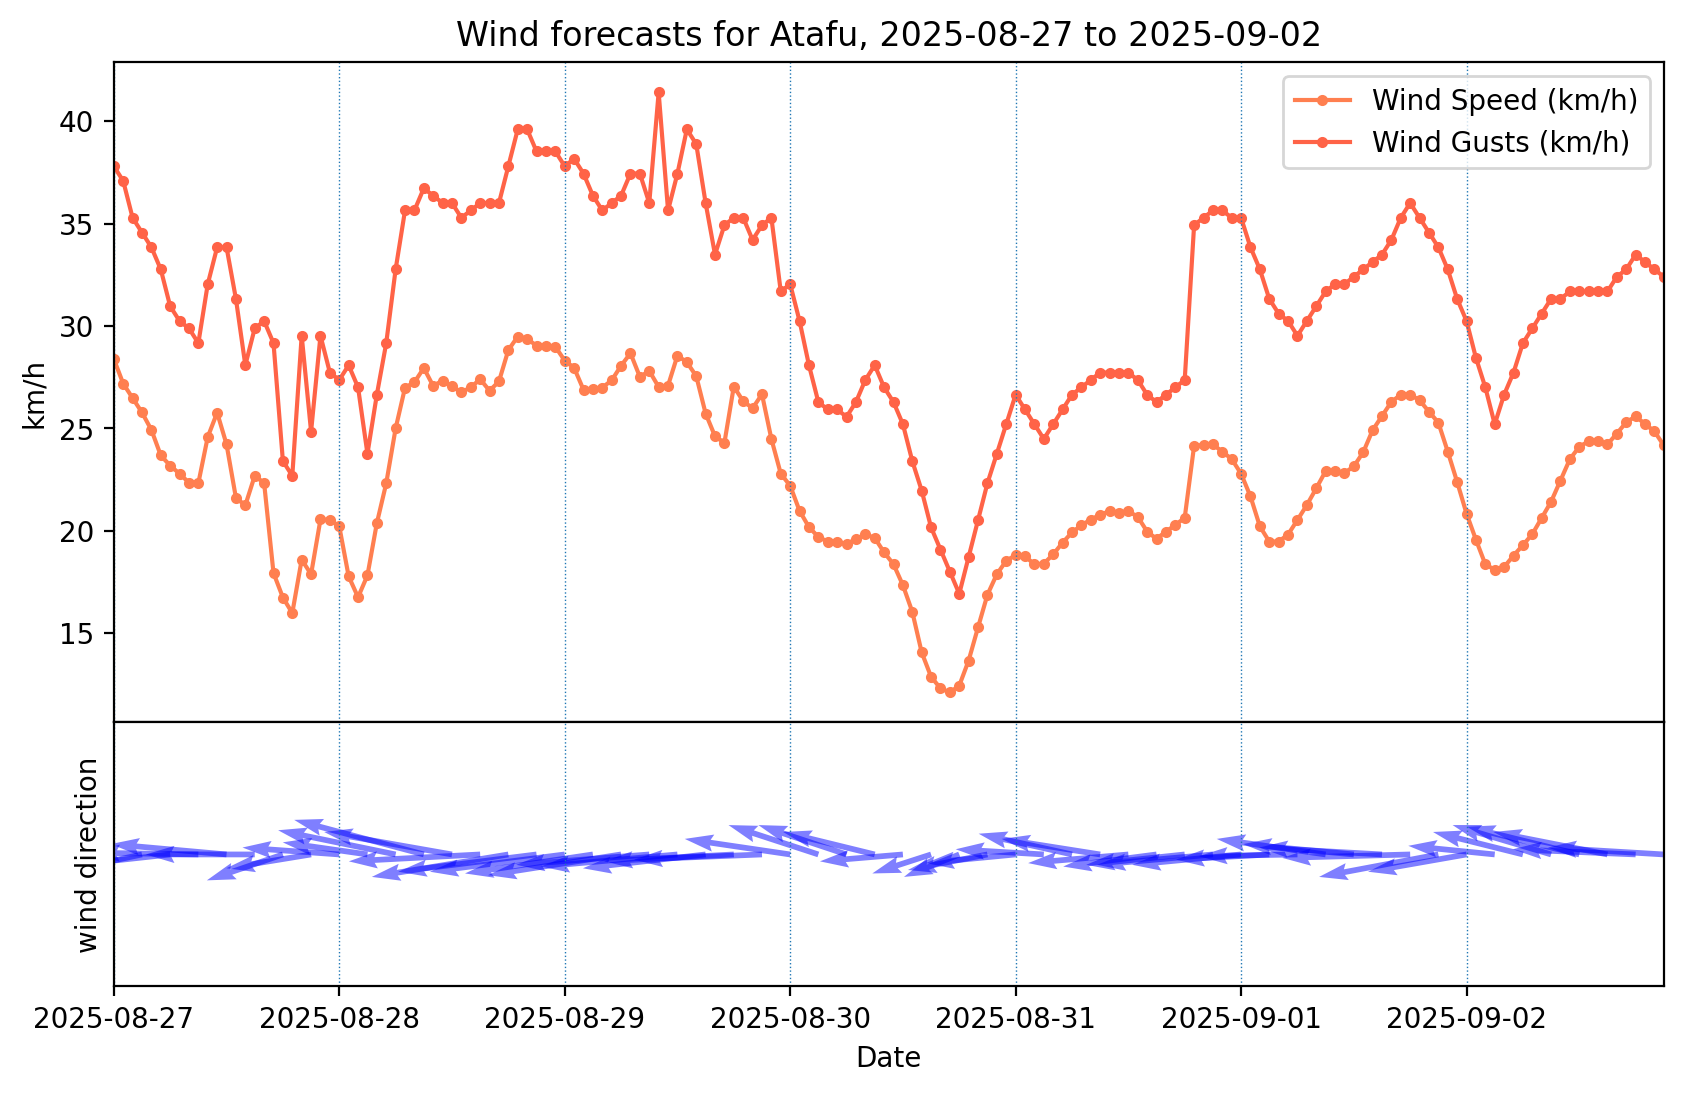 Wind forecasts for Atafu, 2025-08-27 to 2025-09-02
Wind Speed (km/h)
Wind Gusts (km/h)
km/h
40
35
30
25
20
15
wind direction
2025-08-27
2025-08-28
2025-08-29
2025-08-30
2025-08-31
2025-09-01
2025-09-02
Date